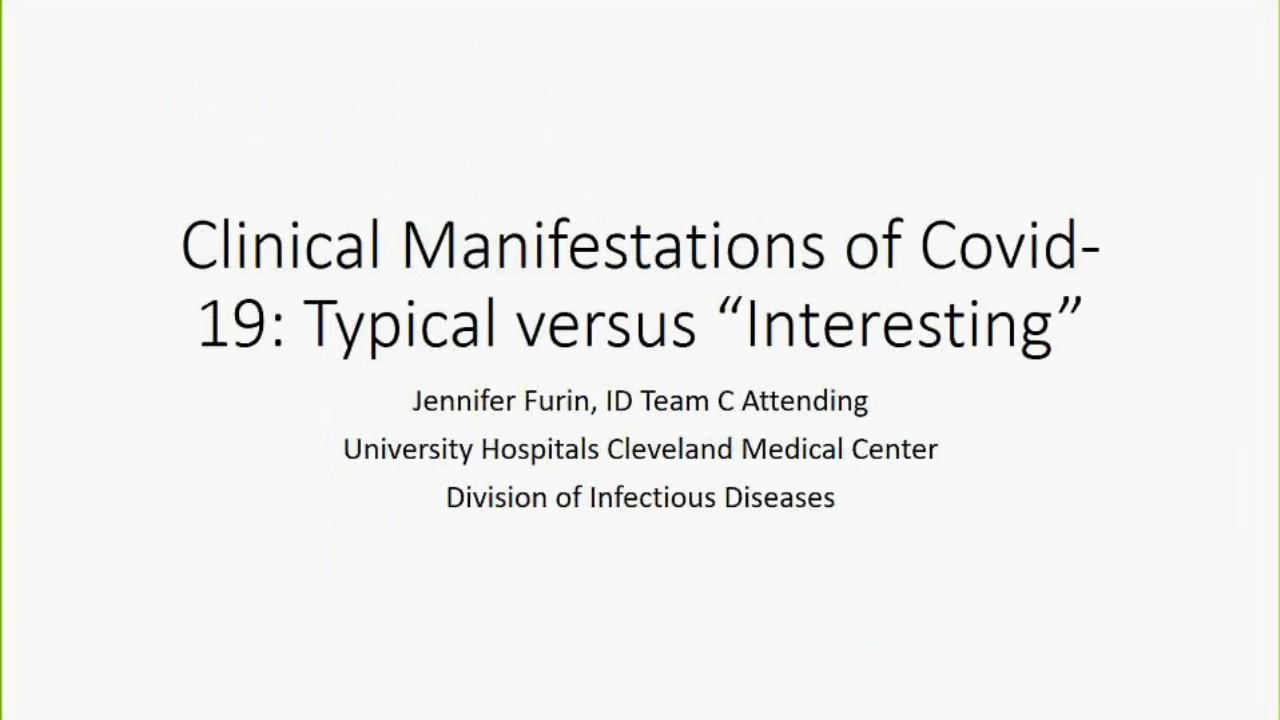 Clinical Manifestations of Covid-
19: Typical versus “Interesting”
Jennifer Furin, ID Team C Attending
University Hospitals Cleveland Medical Center
Division of Infectious Diseases